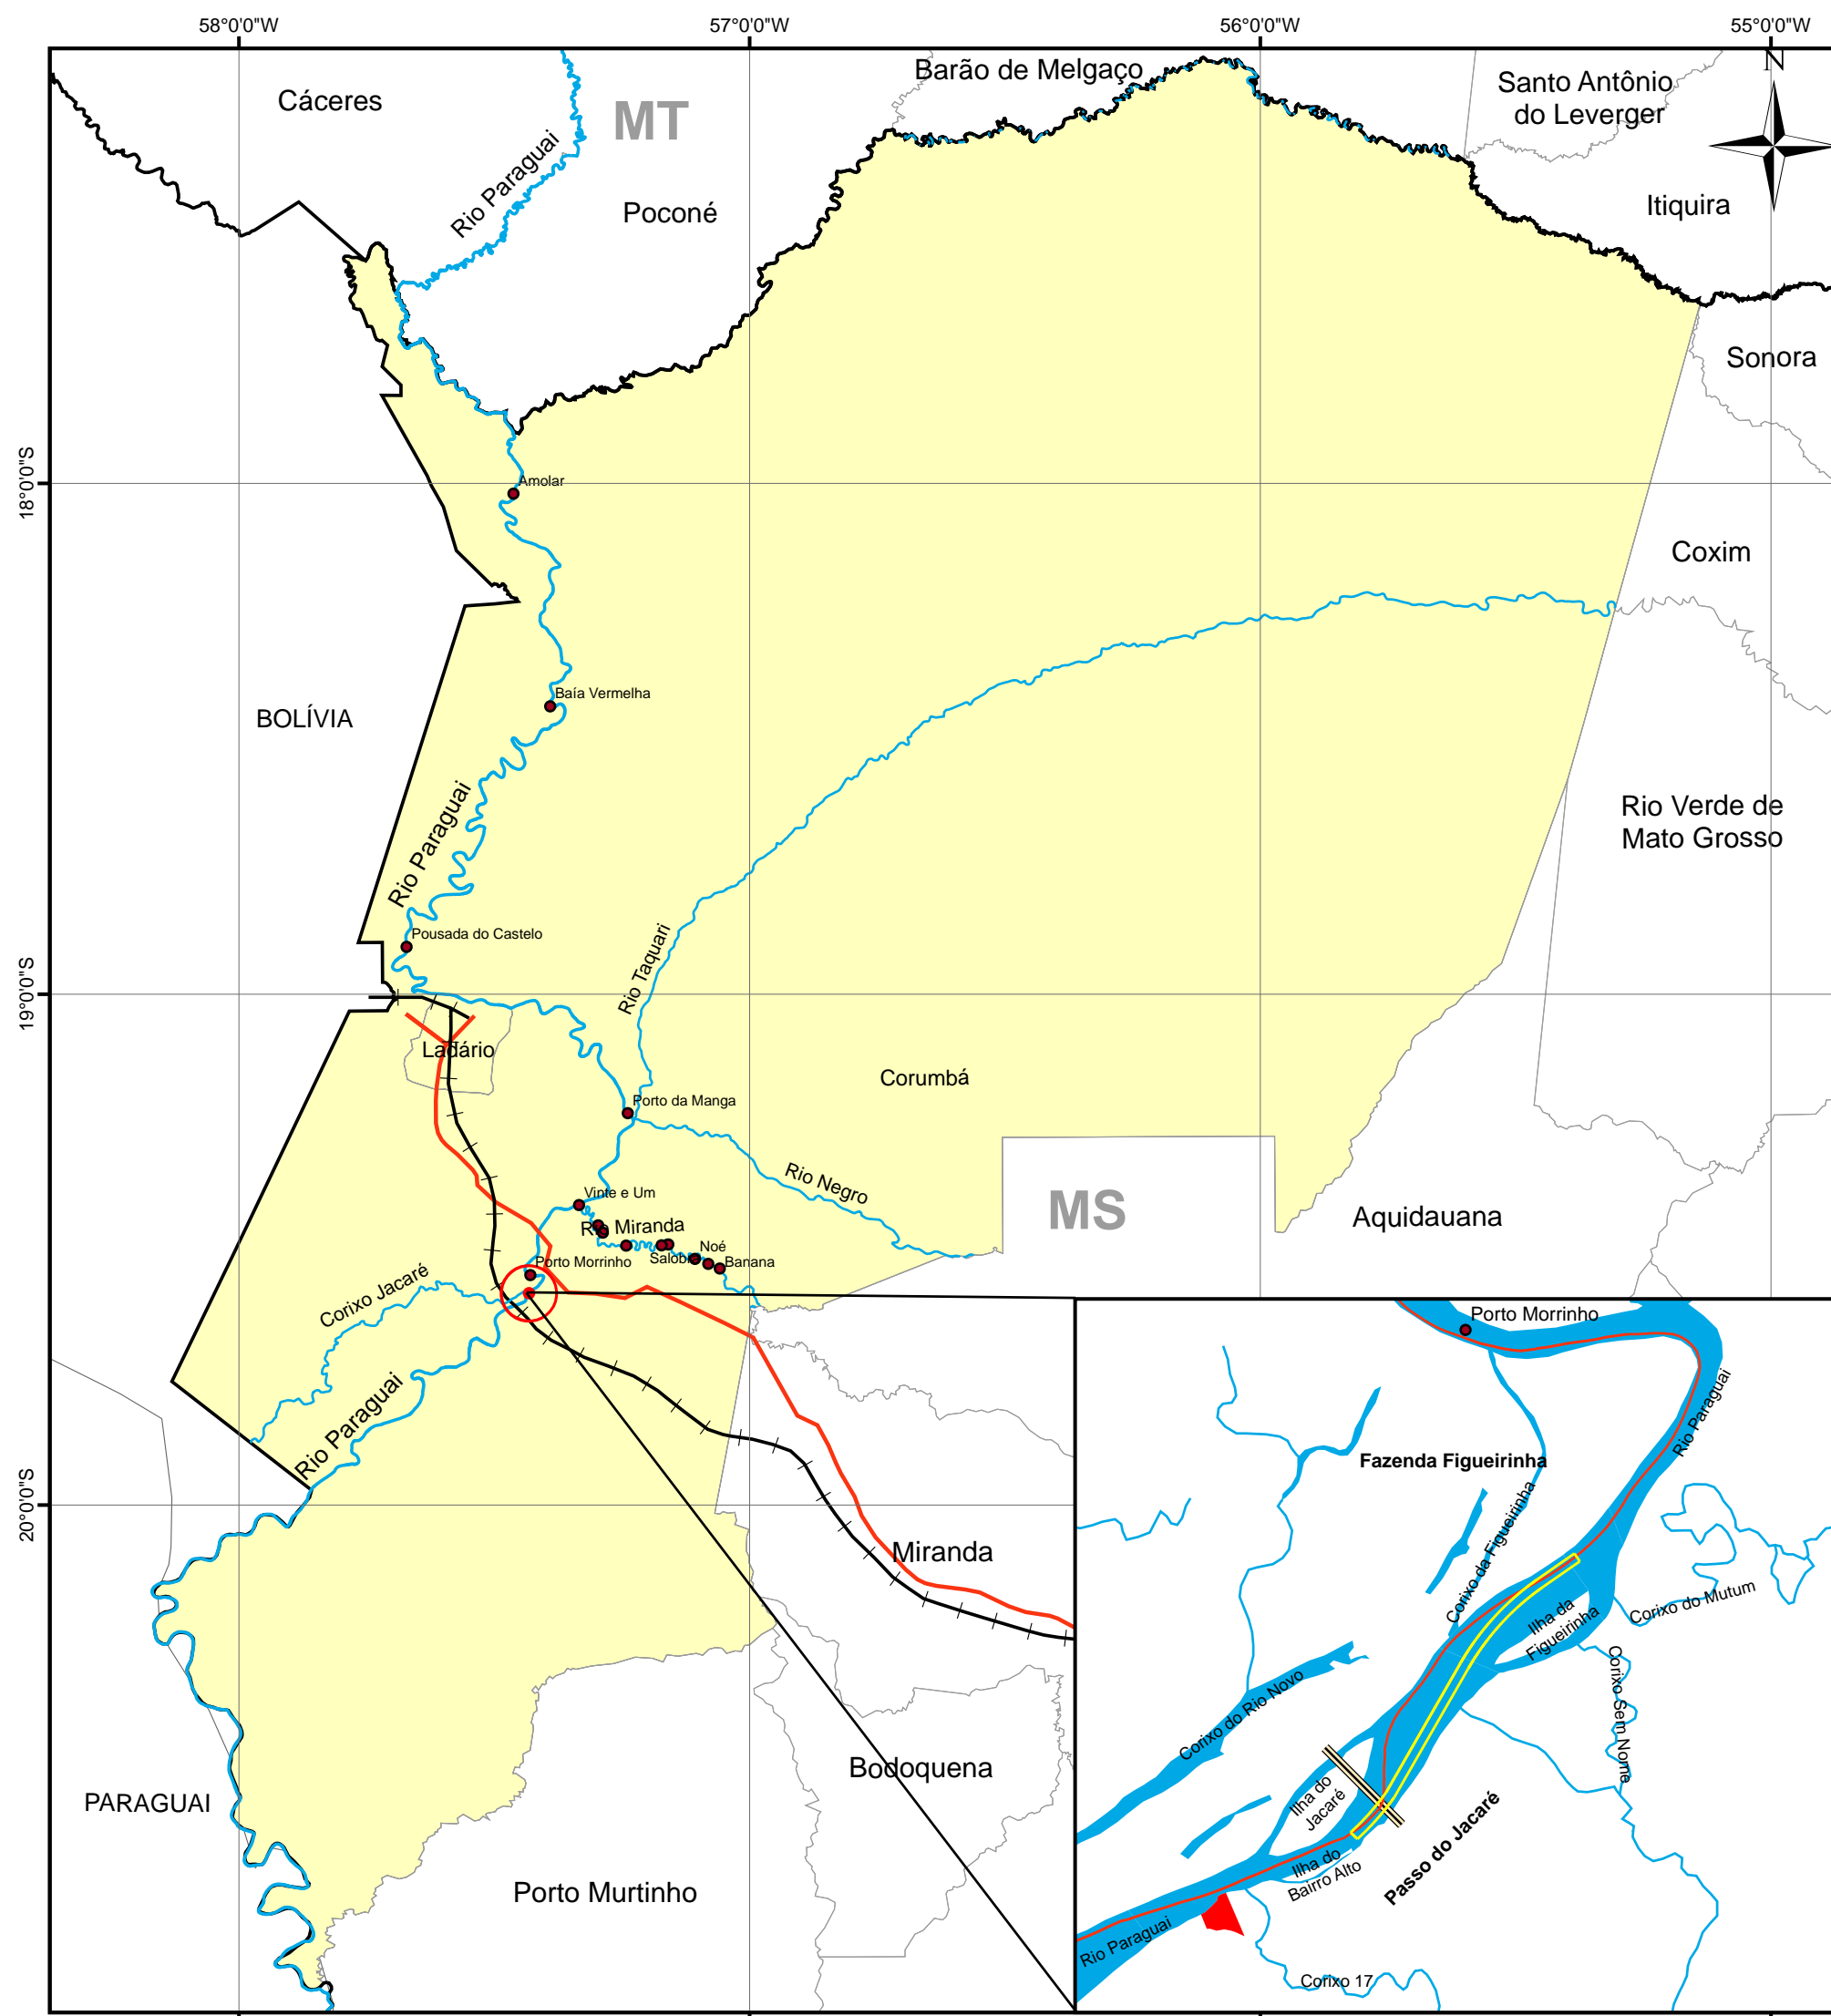 58°0'0"W
57°0'0"W
56°0'0"W
55°0'0"W
N
Barão de Melgaço
Santo Antônio
do Leverger
Cáceres
MT
Rio Paraguai
Poconé
Itiquira
Sonora
18°0'0"S
Amolar
Coxim
Baía Vermelha
BOLÍVIA
Rio Paraguai
Rio Verde de
Mato Grosso
Pousada do Castelo
Rio Taquari
19°0'0"S
Ladário
Corumbá
Porto da Manga
Rio Negro
Vinte e Um
MS
Aquidauana
Rio Miranda
Noé
Salobra
Banana
Porto Morrinho
Corixo Jacaré
Rio Paraguai
20°0'0"S
Miranda
Bodoquena
PARAGUAI
Porto Murtinho
Porto Morrinho
Rio Paraguai
Fazenda Figueirinha
Corixo da Figueirinha
Ilha da
Figueirinha
Corixo do Mutum
Corixo Sem Nome
Corixo do Rio Novo
Ilha do
Jacaré
Passo do Jacaré
Ilha do
Bairro Alto
Rio Paraguai
Corixo 17